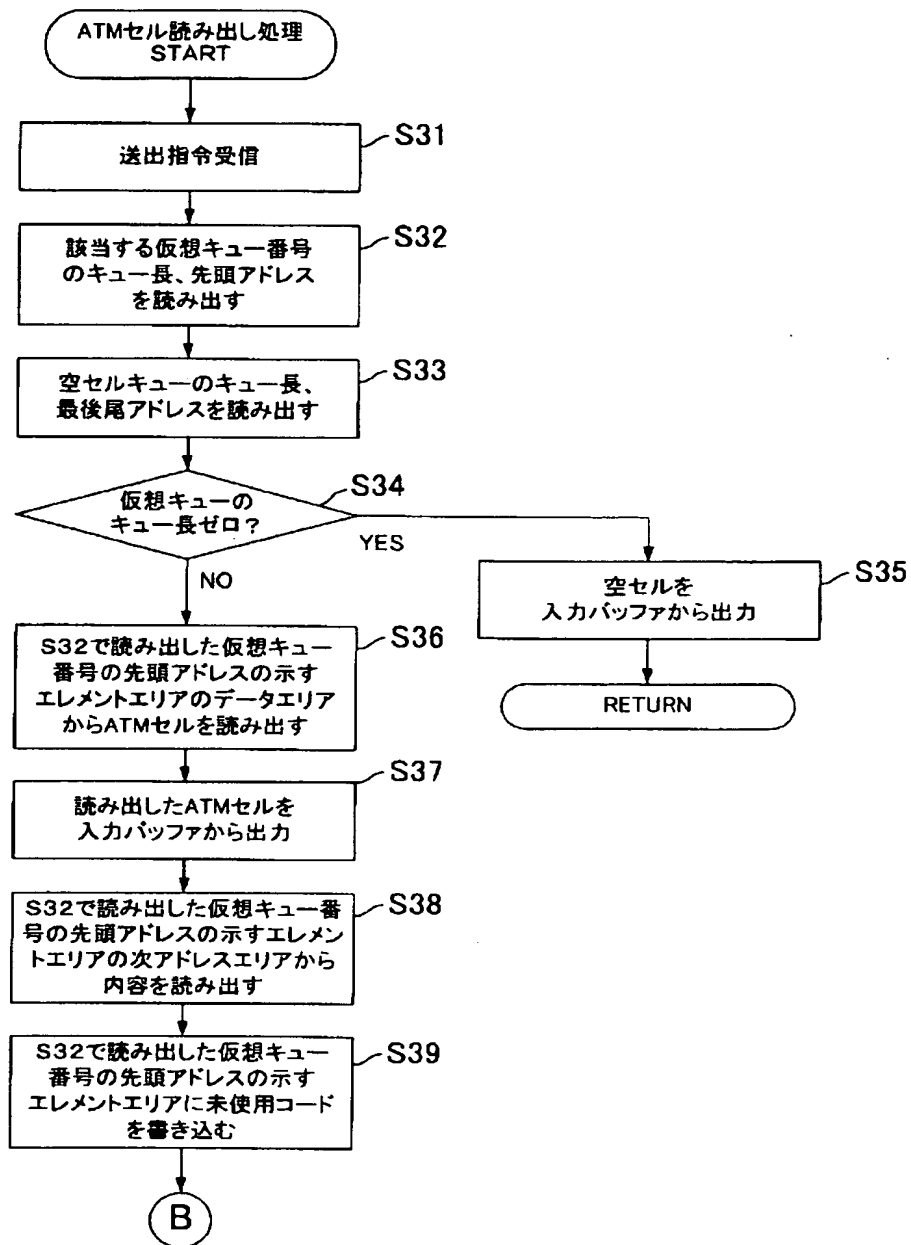 ATMセル読み出し処理
START
S31
送出指令受信
S32
該当する仮想キュー番号
のキュー長、先頭アドレス
を読み出す
S33
空セルキューのキュー長、
最後尾アドレスを読み出す
S34
仮想キューの
キュー長ゼロ?
YES
NO
S35
空セルを
入力バッファから出力
RETURN
S36
S32で読み出した仮想キュー
番号の先頭アドレスの示す
エレメントエリアのデータエリア
からATMセルを読み出す
S37
読み出したATMセルを
入力バッファから出力
S38
S32で読み出した仮想キュー番
号の先頭アドレスの示すエレメン
トエリアの次アドレスエリアから
内容を読み出す
S39
S32で読み出した仮想キュー
番号の先頭アドレスの示す
エレメントエリアに未使用コード
を書き込む
B